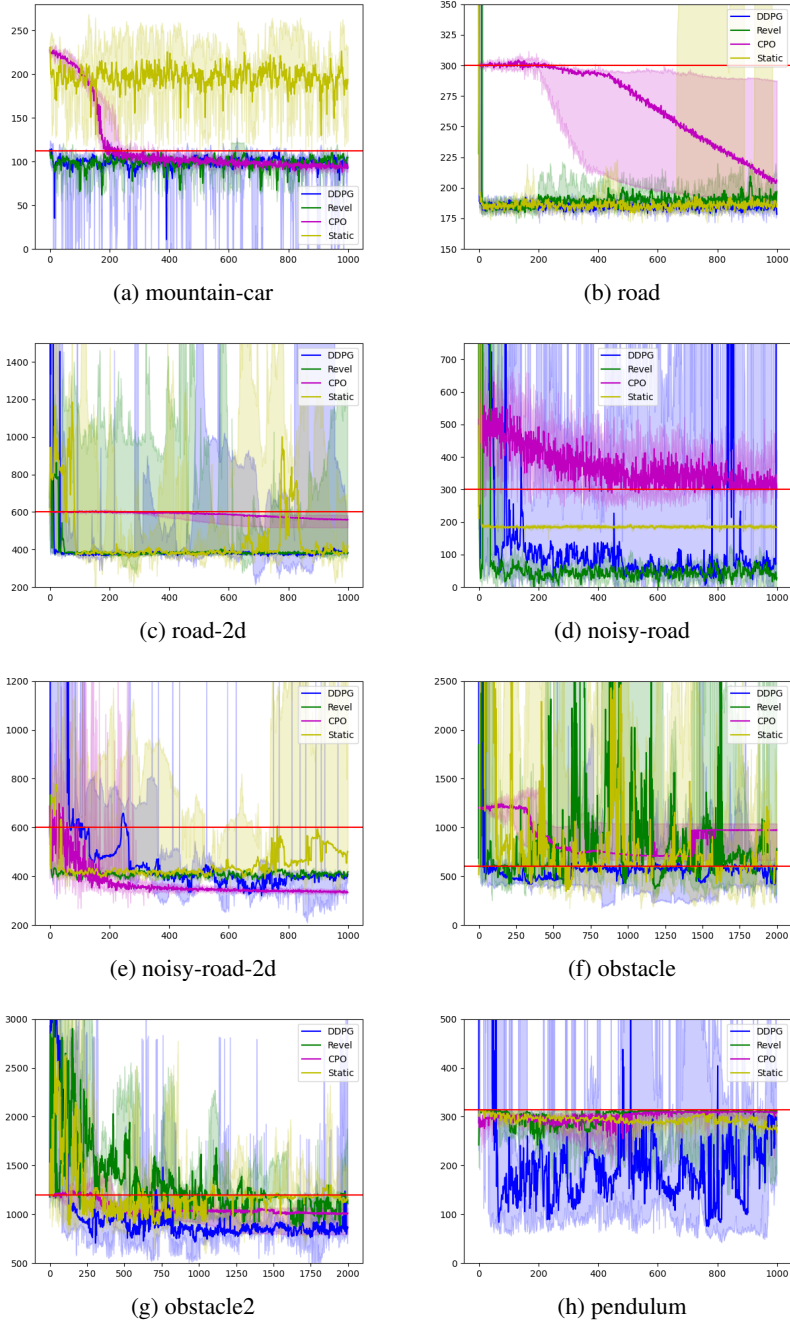 250
200
150
100
50
0
0 200 400 600 800 1000
DDPG
Revel
CPO
Static
(a) mountain-car
350
325
300
275
250
225
200
175
150
0 200 400 600 800 1000
DDPG
Revel
CPO
Static
(b) road
1400
1200
1000
800
600
400
200
0 200 400 600 800 1000
DDPG
Revel
CPO
Static
(c) road-2d
700
600
500
400
300
200
100
0
0 200 400 600 800 1000
DDPG
Revel
CPO
Static
(d) noisy-road
1200
1000
800
600
400
200
0 200 400 600 800 1000
DDPG
Revel
CPO
Static
(e) noisy-road-2d
2500
2000
1500
1000
500
0
0 250 500 750 1000 1250 1500 1750 2000
DDPG
Revel
CPO
Static
(f) obstacle
3000
2500
2000
1500
1000
500
0 250 500 750 1000 1250 1500 1750 2000
DDPG
Revel
CPO
Static
(g) obstacle2
500
400
300
200
100
0
0 200 400 600 800 1000
DDPG
Revel
CPO
Static
(h) pendulum